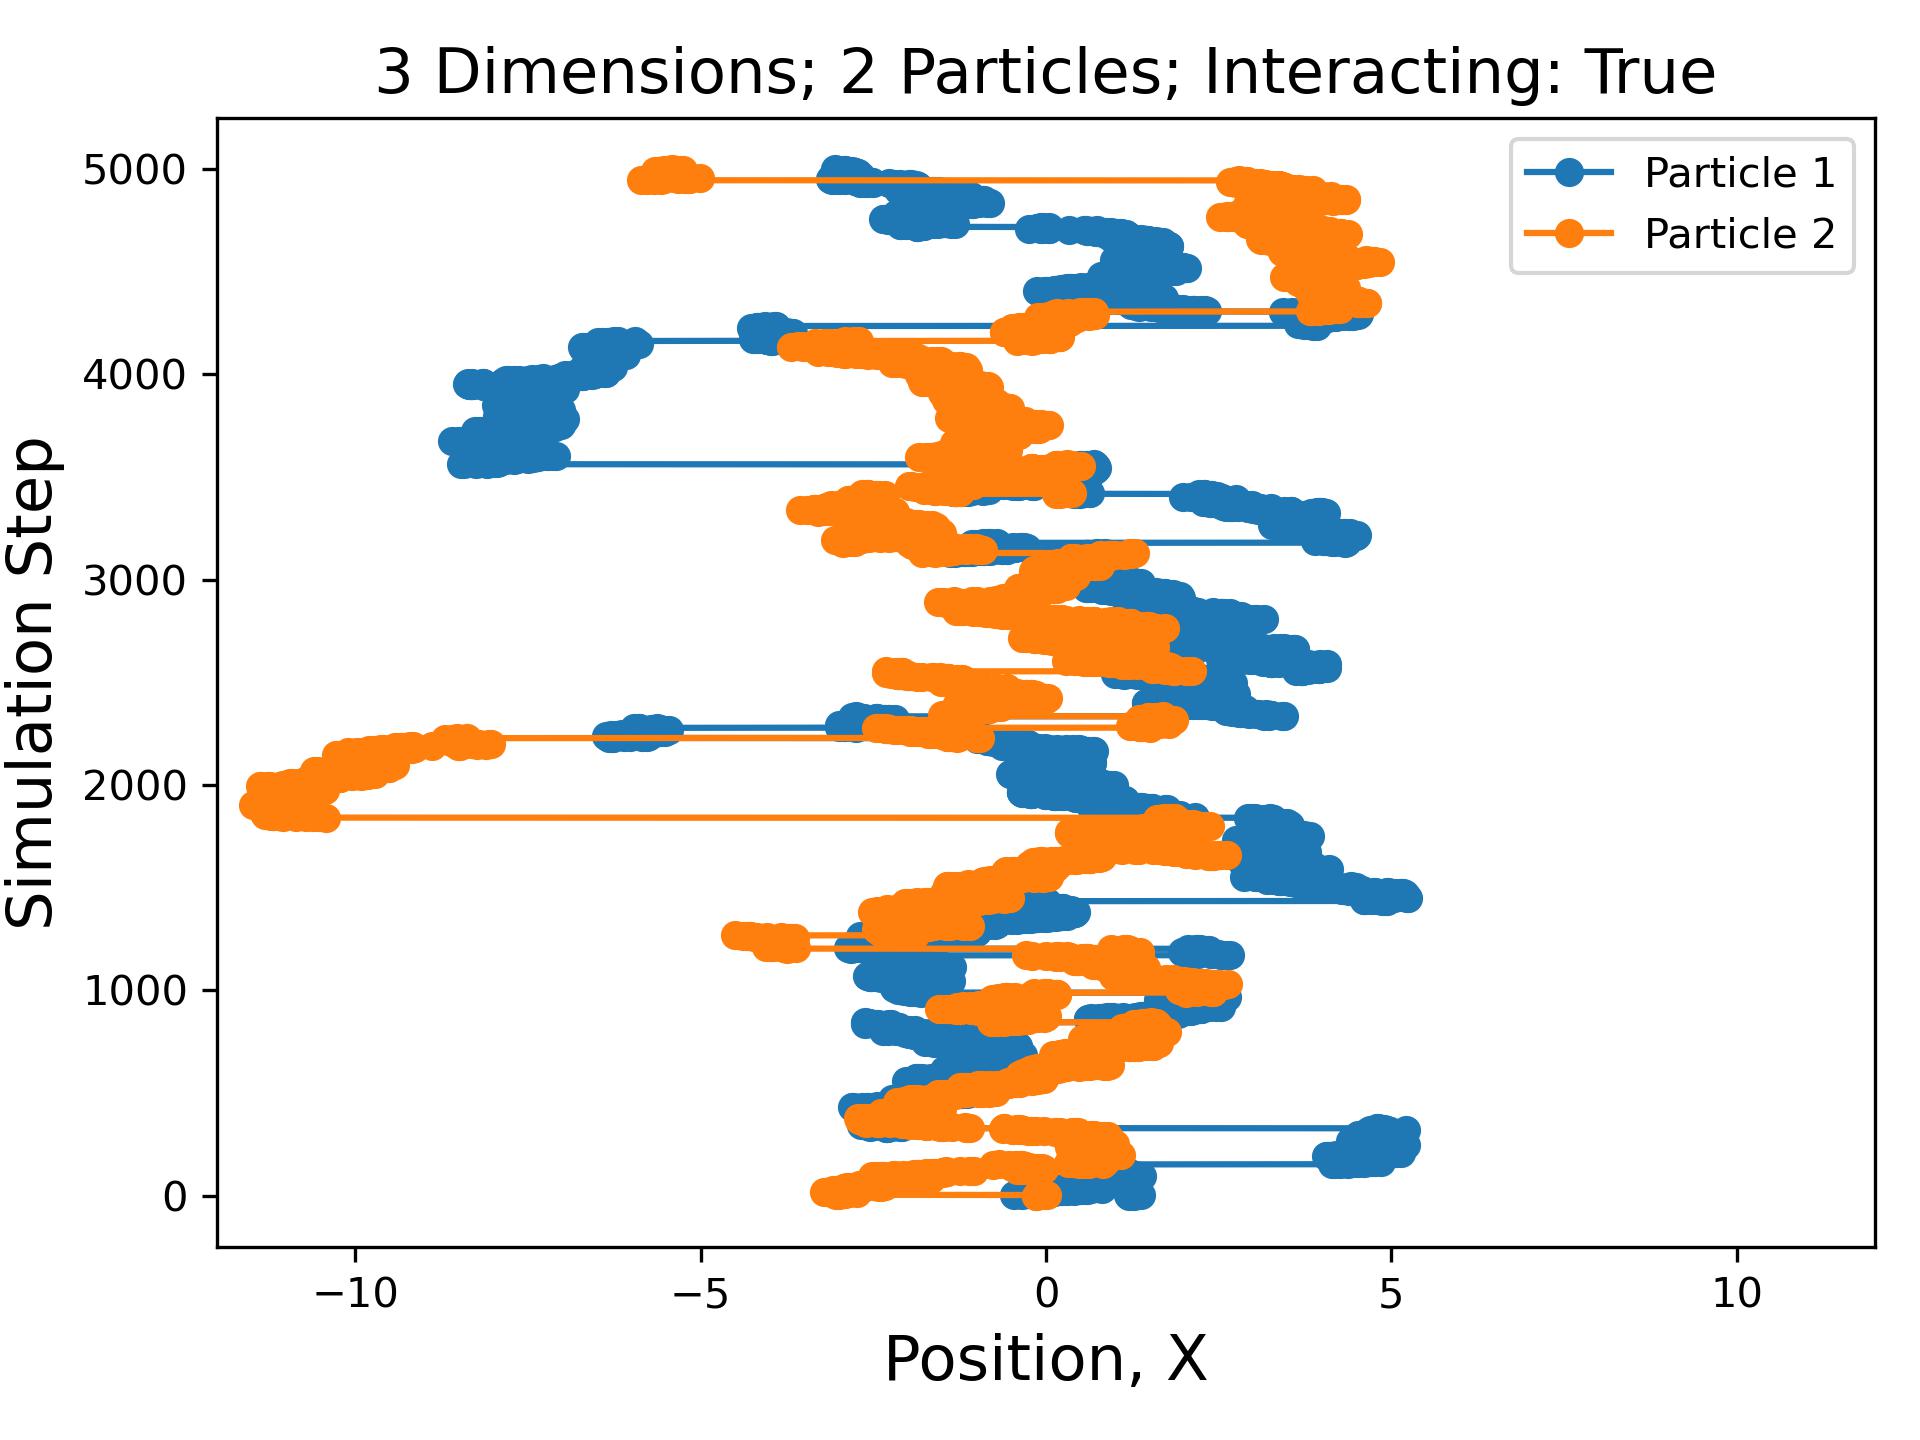 3 Dimensions; 2 Particles; Interacting: True
Particle 1
Particle 2
Simulation Step
5000
4000
3000
2000
1000
0
−10 −5 0 5 10
Position, X